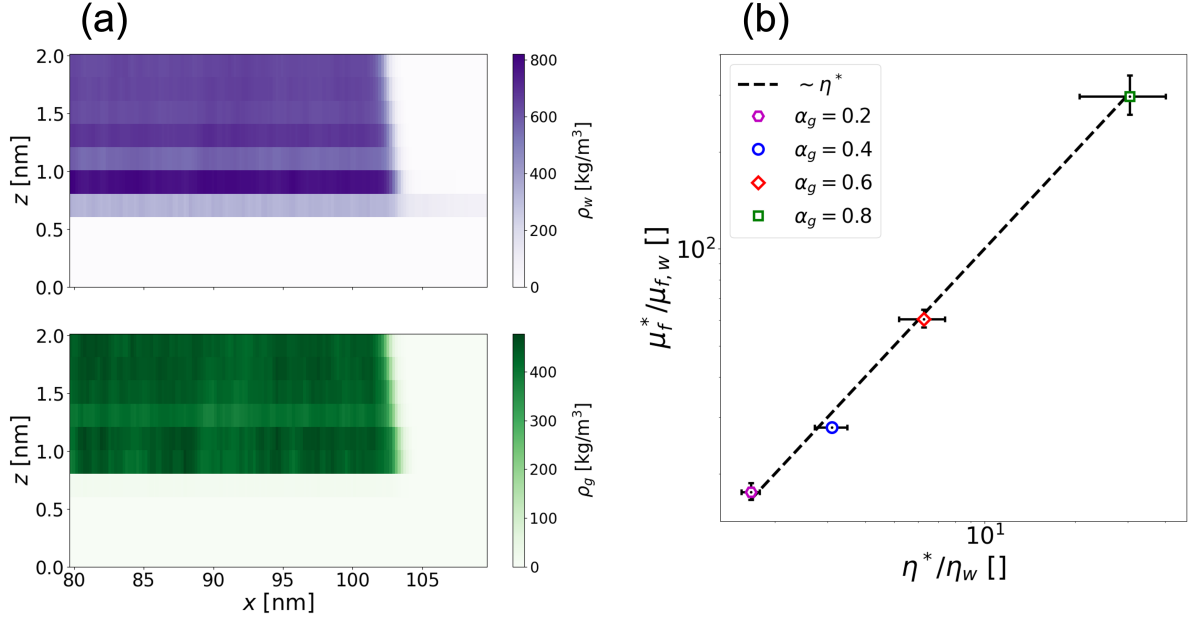 (a)
2.0
1.5
1.0
0.5
0.0
z [nm]
800
600
400
200
0
ρ_w [kg/m³]
2.0
1.5
1.0
0.5
0.0
z [nm]
80 85 90 95 100 105
x [nm]
400
300
200
100
0
ρ_g [kg/m³]
(b)
~ η*
α_g = 0.2
α_g = 0.4
α_g = 0.6
α_g = 0.8
10²
μ*_f/μ_{f,w} []
10¹
η*/η_w []